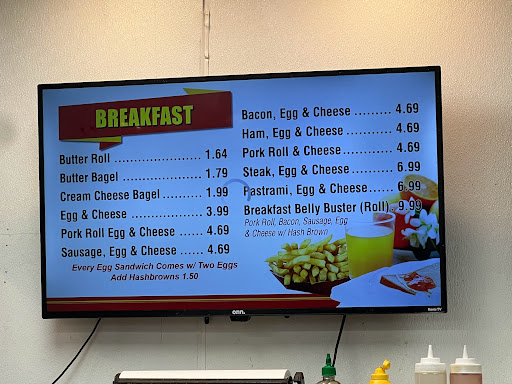 BREAKFAST
Butter Roll ........................ 1.64
Butter Bagel ..................... 1.79
Cream Cheese Bagel .......... 1.99
Egg & Cheese .................. 3.99
Pork Roll Egg & Cheese ...... 4.69
Sausage, Egg & Cheese ...... 4.69
Every Egg Sandwich Comes w/ Two Eggs
Add Hashbrowns 1.50
Bacon, Egg & Cheese .......... 4.69
Ham, Egg & Cheese ............ 4.69
Pork Roll & Cheese ............. 4.69
Steak, Egg & Cheese ........... 6.99
Pastrami, Egg & Cheese...... 6.99
Breakfast Belly Buster (Roll) . 9.99
Pork Roll, Bacon, Sausage, Egg
& Cheese w/ Hash Brown
onn.
Roku TV